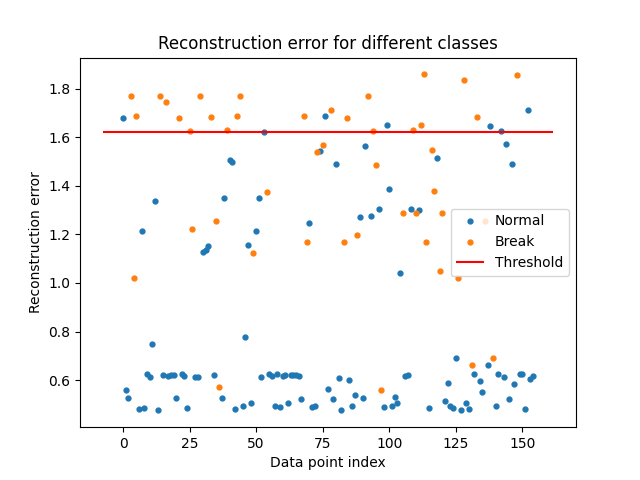 Reconstruction error for different classes
Reconstruction error
1.8
1.6
1.4
1.2
1.0
0.8
0.6
Normal
Break
Threshold
0 25 50 75 100 125 150
Data point index